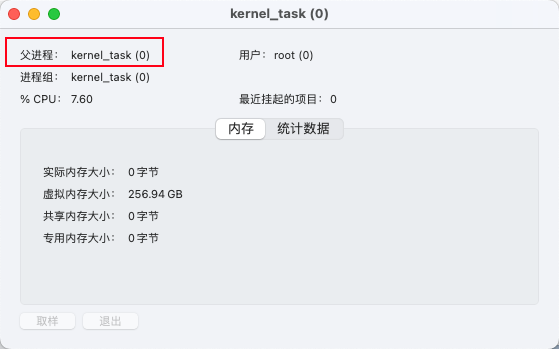 kernel_task (0)
父进程: kernel_task (0) 用户: root (0)
进程组: kernel_task (0)
% CPU: 7.60 最近挂起的项目: 0
内存 统计数据
实际内存大小: 0 字节
虚拟内存大小: 256.94 GB
共享内存大小: 0 字节
专用内存大小: 0 字节
取样 退出